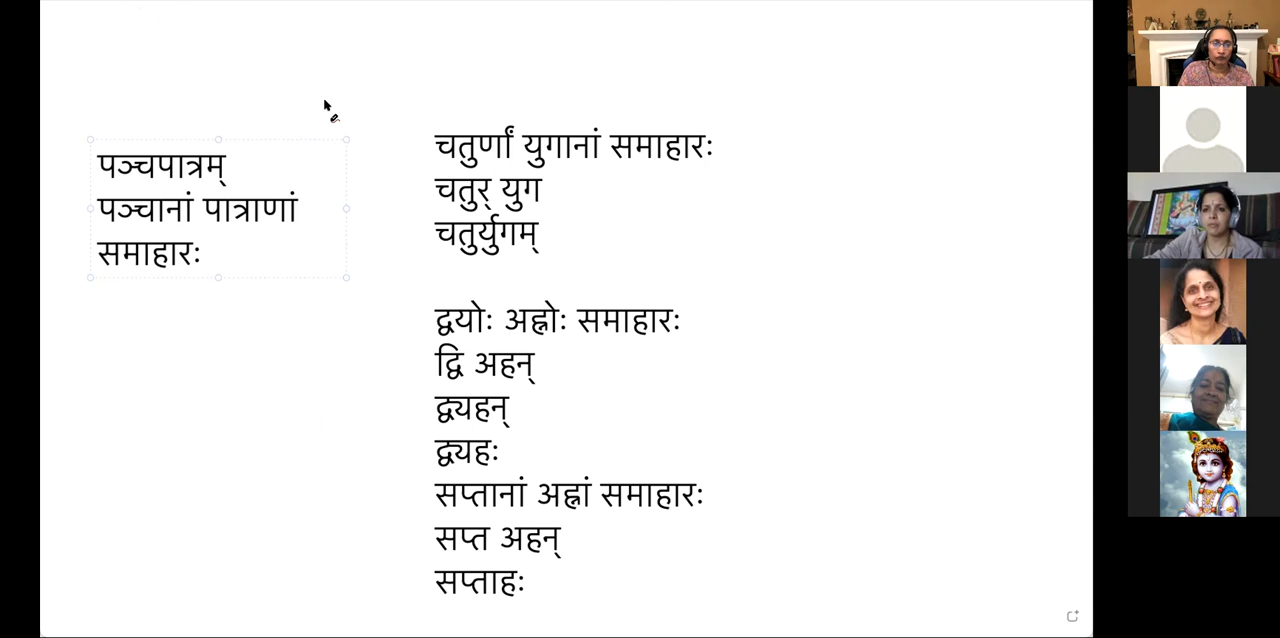 पञ्चपात्रम्
पञ्चानां पात्राणां
समाहारः
चतुर्णां युगानां समाहारः
चतुर् युग
चतुर्युगम्
द्वयोः अह्नोः समाहारः
द्वि अहन्
द्व्यहन्
द्व्यहः
सप्तानां अह्नां समाहारः
सप्त अहन्
सप्ताहः